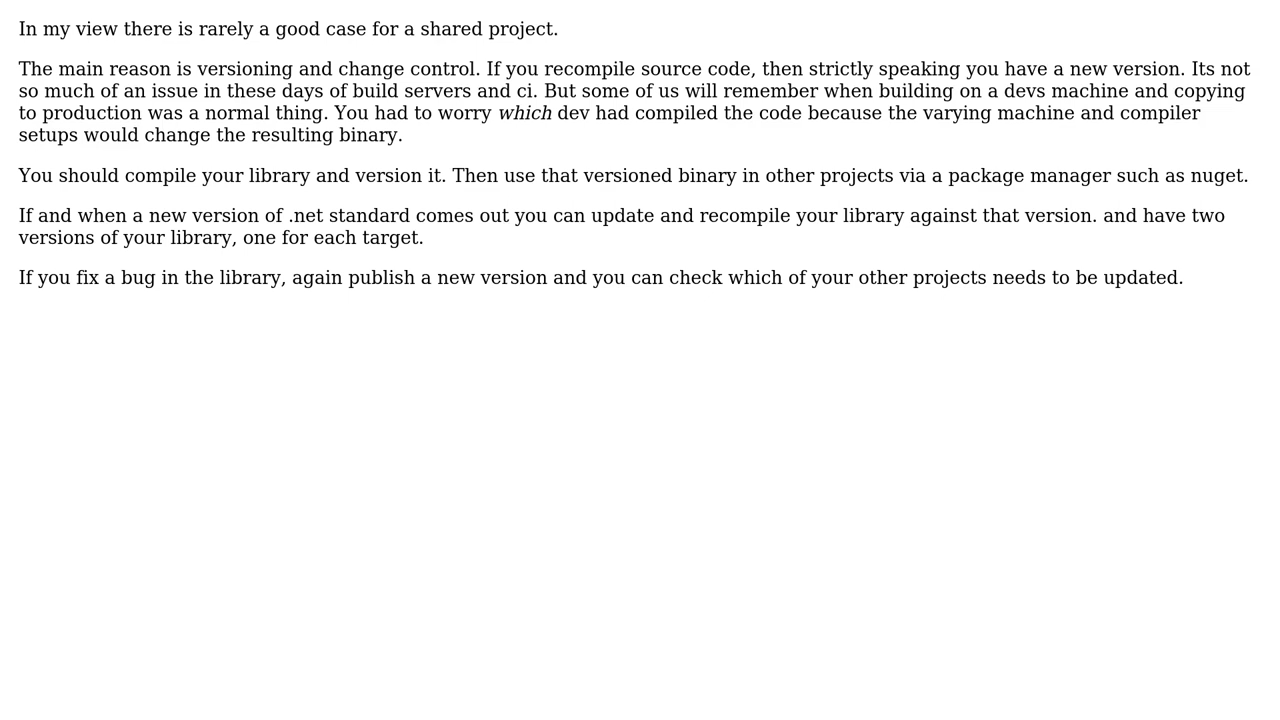 In my view there is rarely a good case for a shared project.
The main reason is versioning and change control. If you recompile source code, then strictly speaking you have a new version. Its not
so much of an issue in these days of build servers and ci. But some of us will remember when building on a devs machine and copying
to production was a normal thing. You had to worry which dev had compiled the code because the varying machine and compiler
setups would change the resulting binary.
You should compile your library and version it. Then use that versioned binary in other projects via a package manager such as nuget.
If and when a new version of .net standard comes out you can update and recompile your library against that version. and have two
versions of your library, one for each target.
If you fix a bug in the library, again publish a new version and you can check which of your other projects needs to be updated.